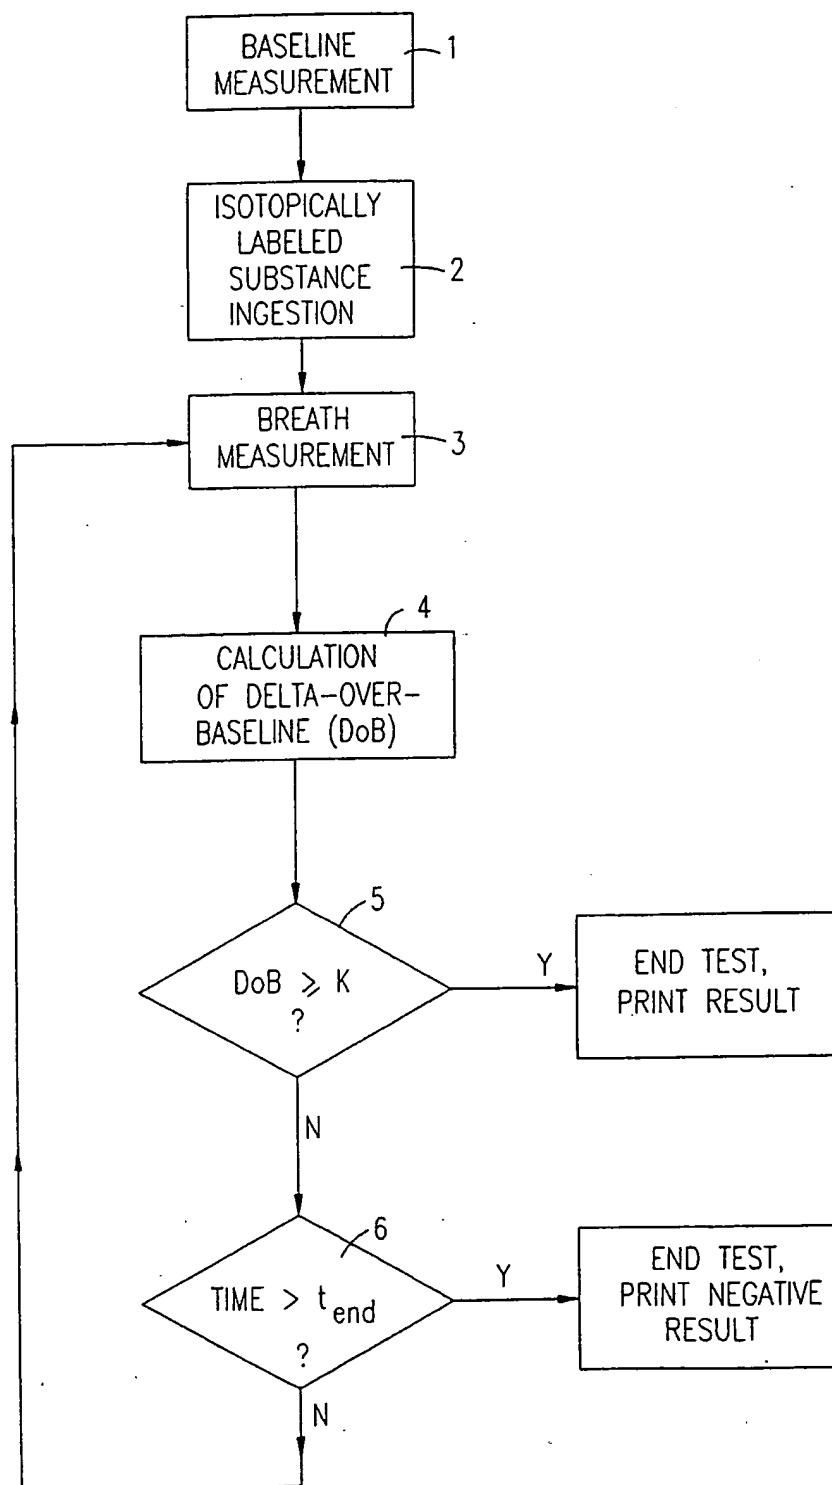 BASELINE
MEASUREMENT
1
ISOTOPICALLY
LABELED
SUBSTANCE
INGESTION
2
BREATH
MEASUREMENT
3
4
CALCULATION
OF DELTA-OVER-
BASELINE (DoB)
5
DoB ⩾ K
?
Y
END TEST,
PRINT RESULT
N
6
TIME > t_end
?
Y
END TEST,
PRINT NEGATIVE
RESULT
N